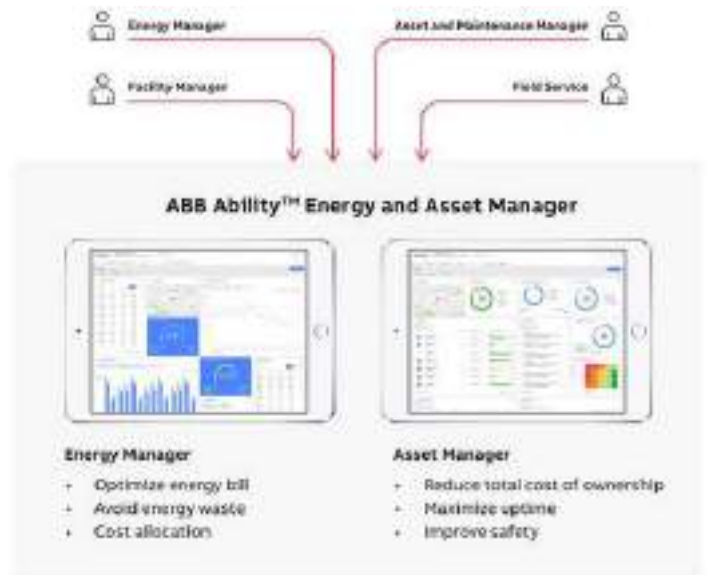 Energy Manager
Asset and Maintenance Manager
Facility Manager
Field Service
ABB Ability™ Energy and Asset Manager
Energy Manager
• Optimize energy bill
• Avoid energy waste
• Cost allocation
Asset Manager
• Reduce total cost of ownership
• Maximize uptime
• Improve safety